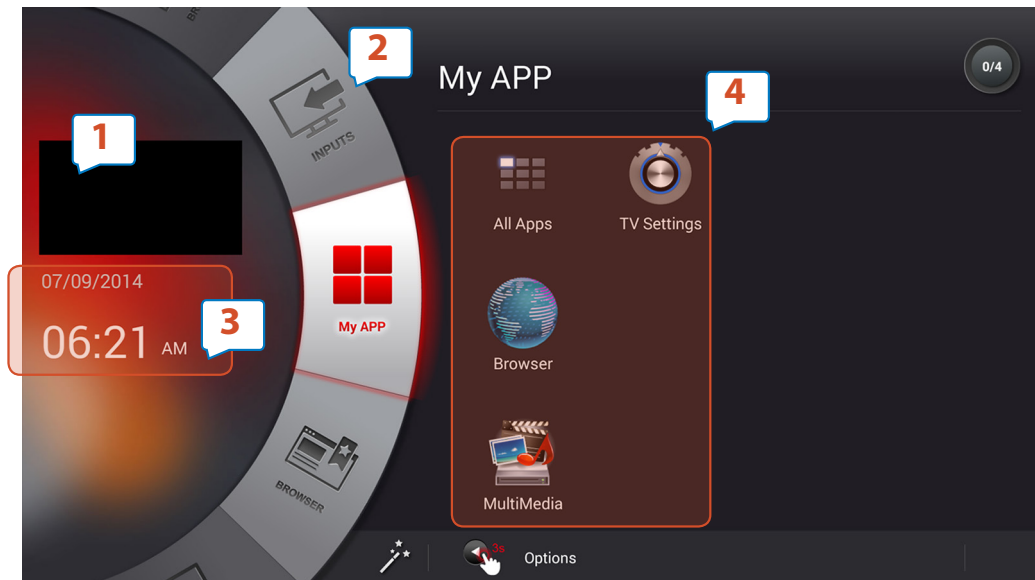 BR
1
2
INPUTS
My APP
0/4
4
All Apps
TV Settings
07/09/2014
06:21 AM
3
My APP
Browser
BROWSER
MultiMedia
3s
Options